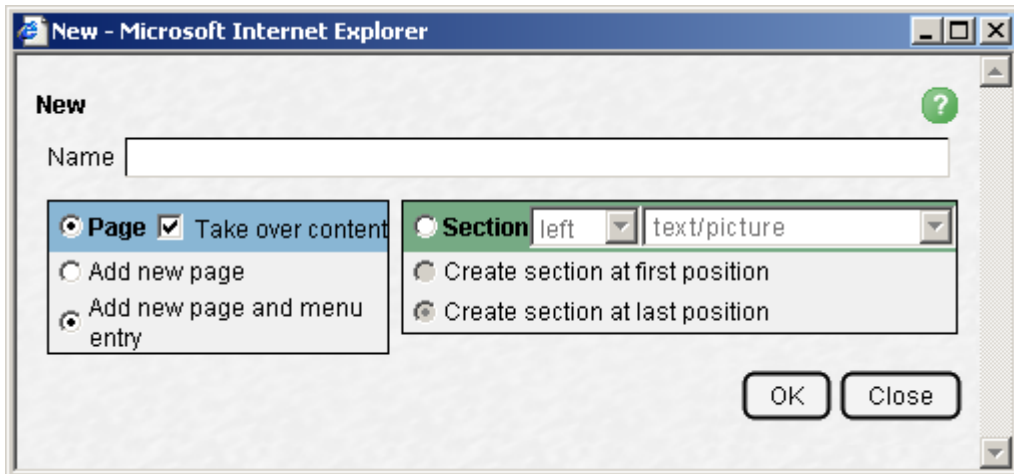 New - Microsoft Internet Explorer
New
?
Name
Page Take over content
Add new page
Add new page and menu
entry
Section left text/picture
Create section at first position
Create section at last position
OK Close